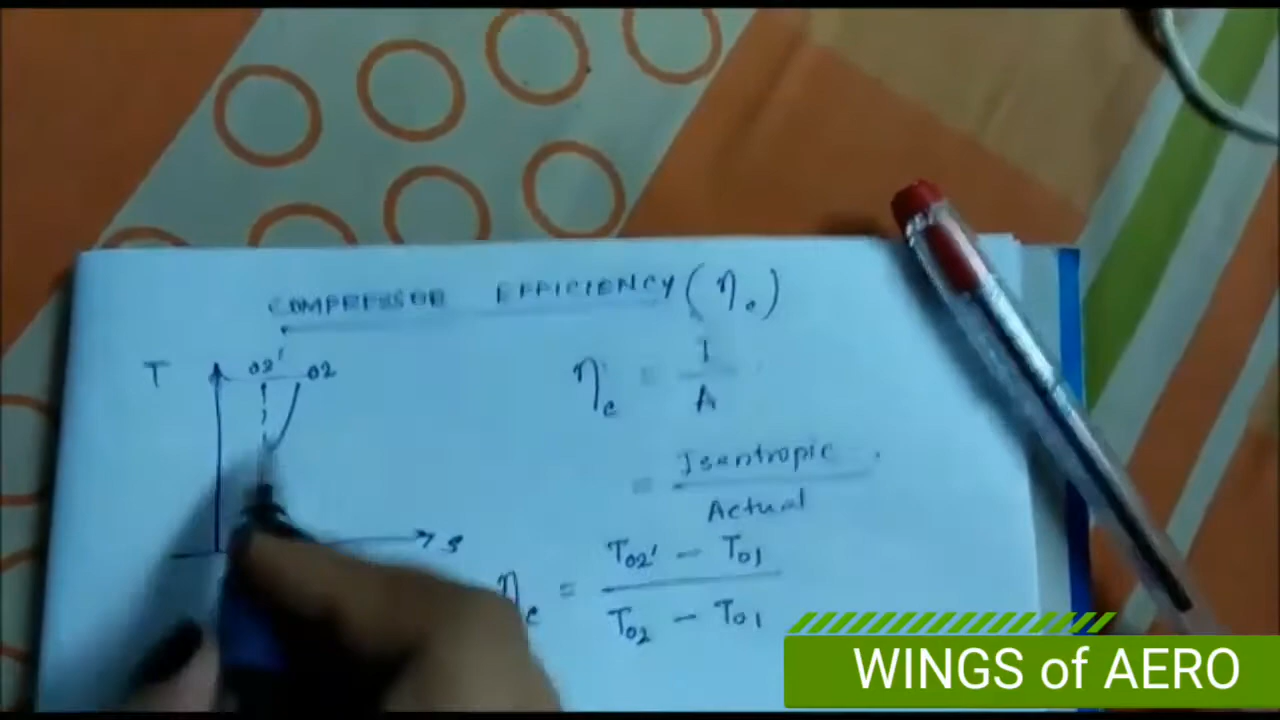 COMPRESSOR EFFICIENCY (ηc)
T
02' 02
ηc = I / A
= Isentropic / Actual
S
ηc = T02' - T01 / T02 - T01
WINGS of AERO